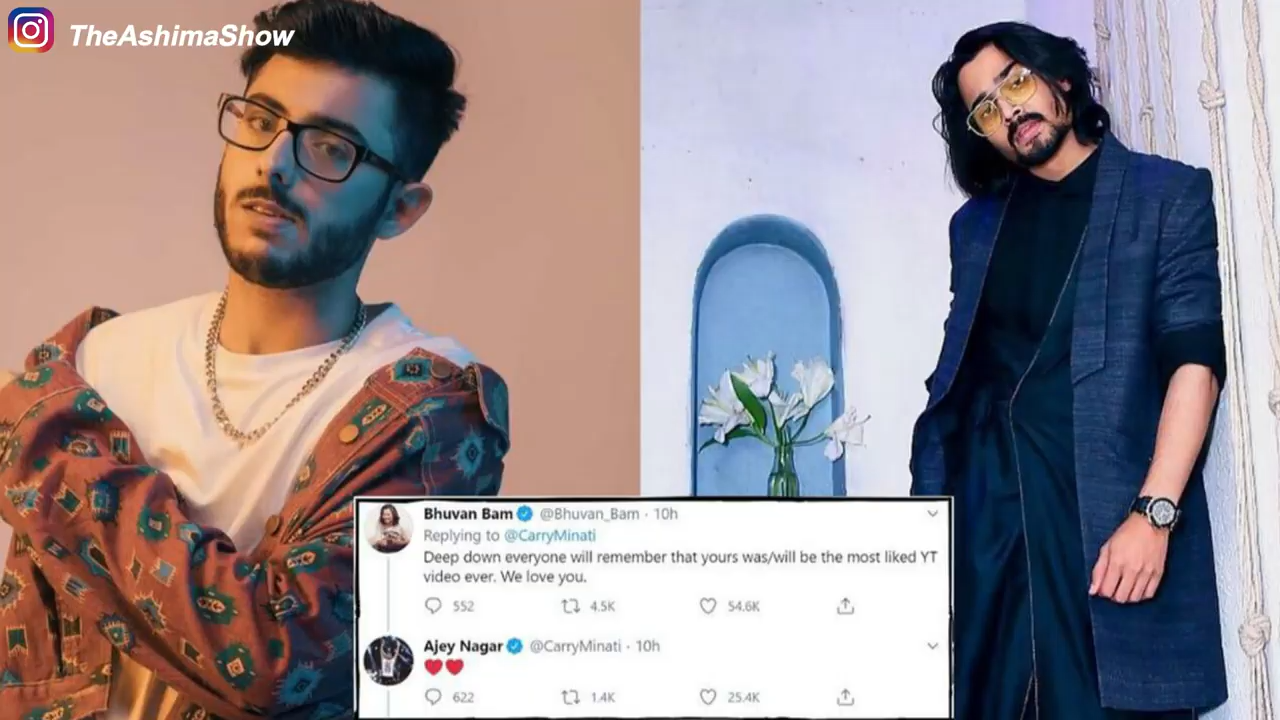 TheAshimaShow
Bhuvan Bam @Bhuvan_Bam · 10h
Replying to @CarryMinati
Deep down everyone will remember that yours was/will be the most liked YT
video ever. We love you.
552 4.5K 54.6K
Ajey Nagar @CarryMinati · 10h
❤️❤️
622 1.4K 25.4K